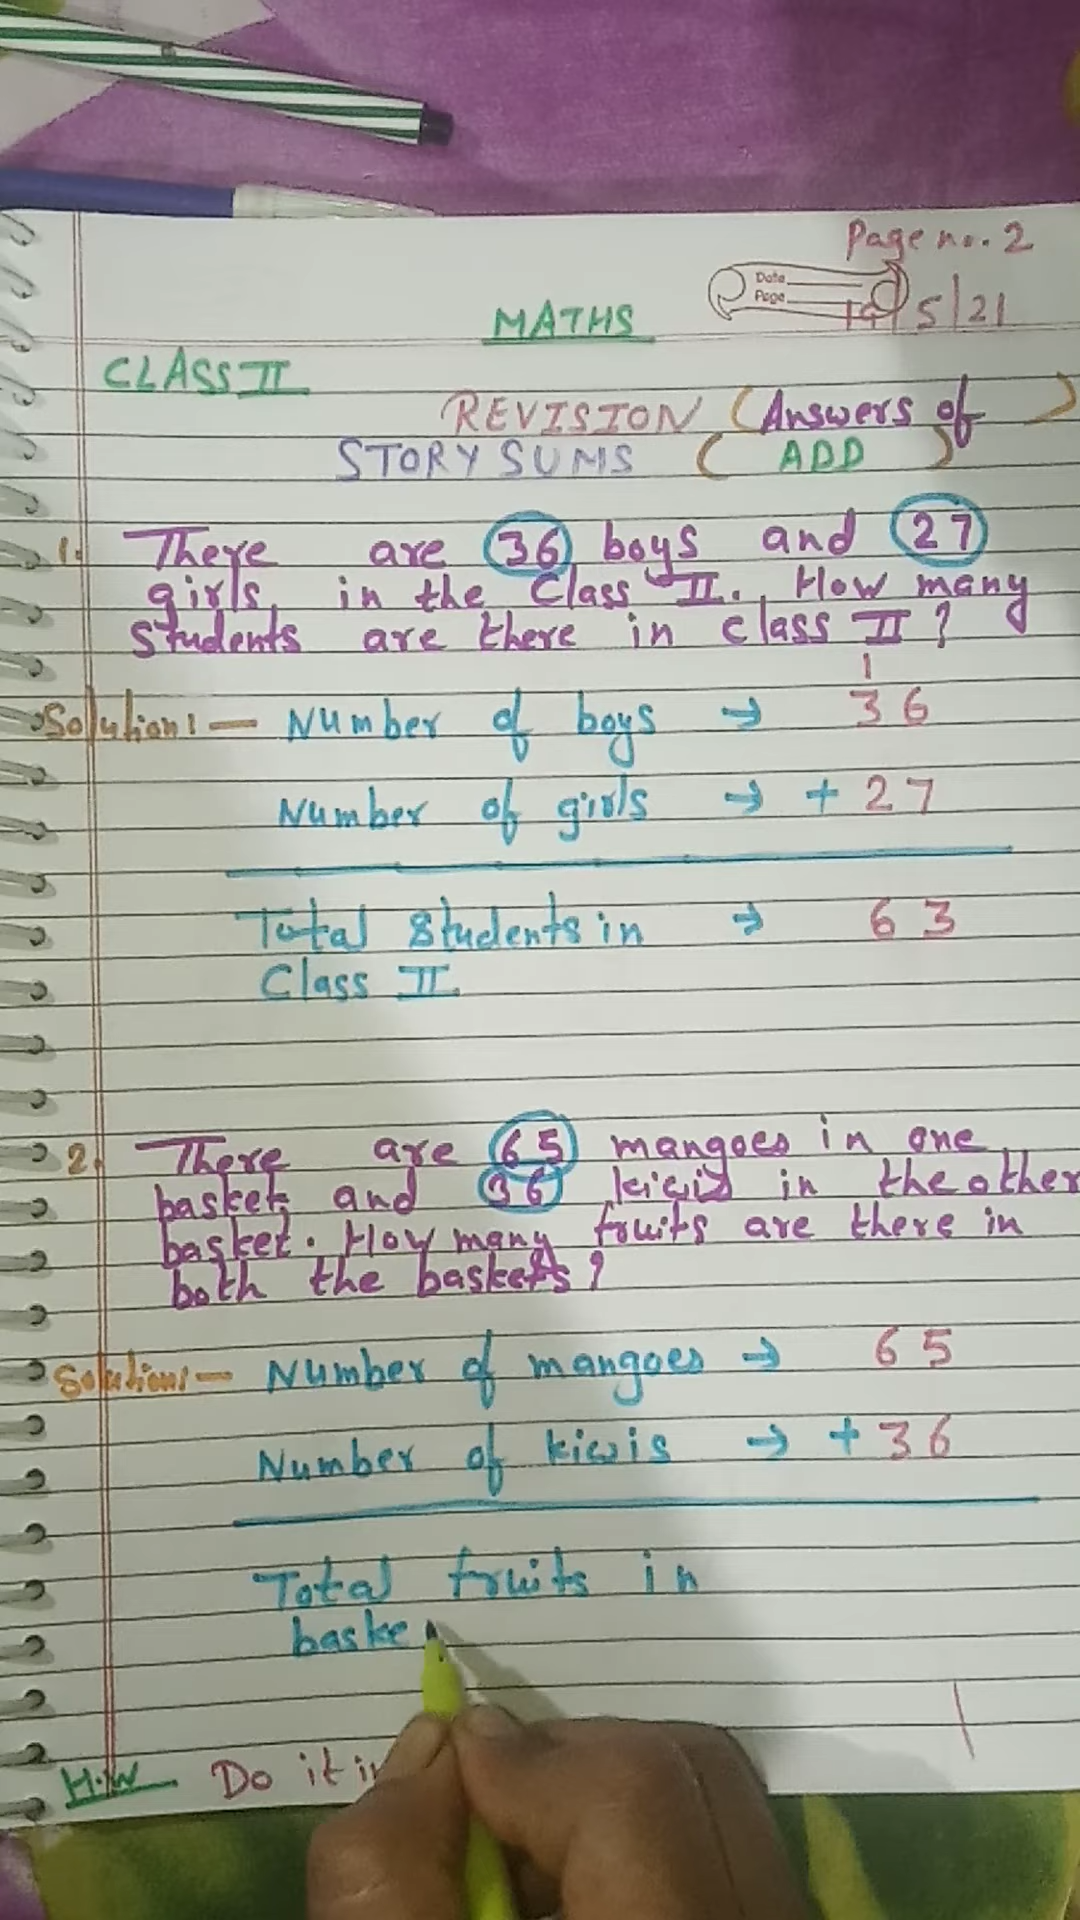 Page no. 2
Date
Page
19/5/21
MATHS
CLASS II
REVISION (Answers of)
STORY SUMS ( ADD )
1. There are 36 boys and 27
girls, in the Class II. How many
Students are there in class II ?
1
Solution:— Number of boys → 36
Number of girls → + 27
Total Students in → 63
Class II
2. There are 65 mangoes in one
basket and 36 kiwis in the other
basket. How many fruits are there in
both the baskets?
Solution:— Number of mangoes → 65
Number of kiwis → + 36
Total fruits in
baske
H.W Do it in